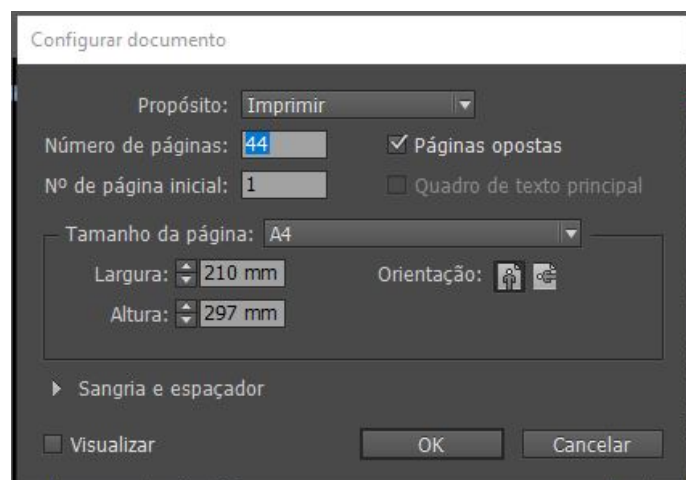 Configurar documento
Propósito: Imprimir
Número de páginas: 44 Páginas opostas
Nº de página inicial: 1 Quadro de texto principal
Tamanho da página: A4
Largura: 210 mm Orientação:
Altura: 297 mm
Sangria e espaçador
Visualizar OK Cancelar